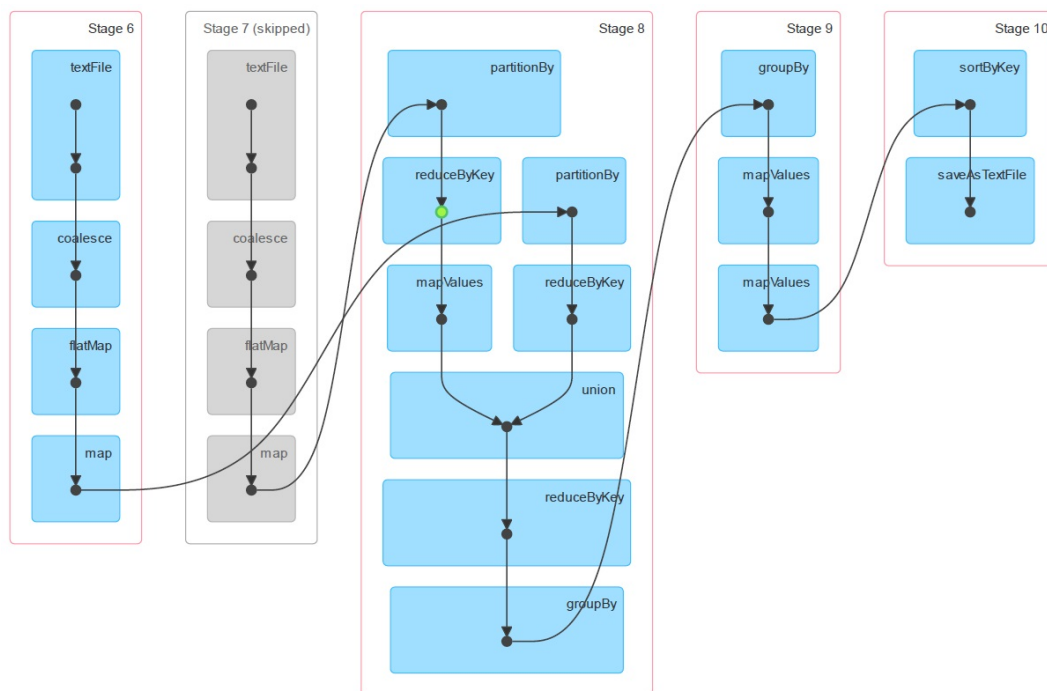 Stage 6
textFile
coalesce
flatMap
map
Stage 7 (skipped)
textFile
coalesce
flatMap
map
Stage 8
partitionBy
reduceByKey
partitionBy
mapValues
reduceByKey
union
reduceByKey
groupBy
Stage 9
groupBy
mapValues
mapValues
Stage 10
sortByKey
saveAsTextFile